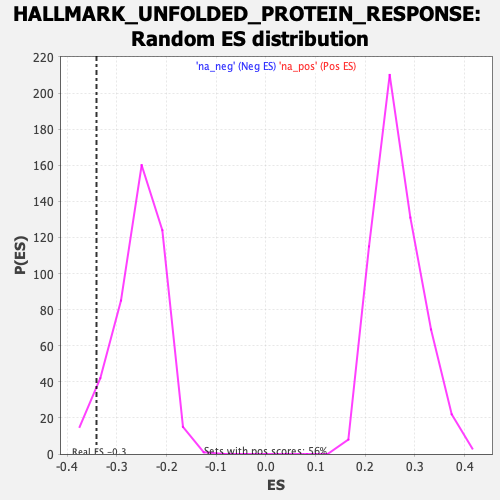 HALLMARK_UNFOLDED_PROTEIN_RESPONSE:
Random ES distribution
'na_neg' (Neg ES) 'na_pos' (Pos ES)
220
200
180
160
140
120
100
80
60
40
20
0
P(ES)
Real ES -0.3
Sets with pos scores: 56%
-0.4 -0.3 -0.2 -0.1 0.0 0.1 0.2 0.3 0.4
ES